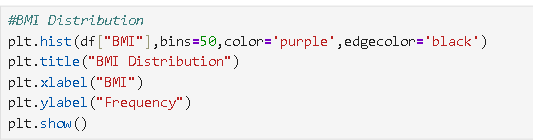 #BMI Distribution
plt.hist(df["BMI"],bins=50,color='purple',edgecolor='black')
plt.title("BMI Distribution")
plt.xlabel("BMI")
plt.ylabel("Frequency")
plt.show()